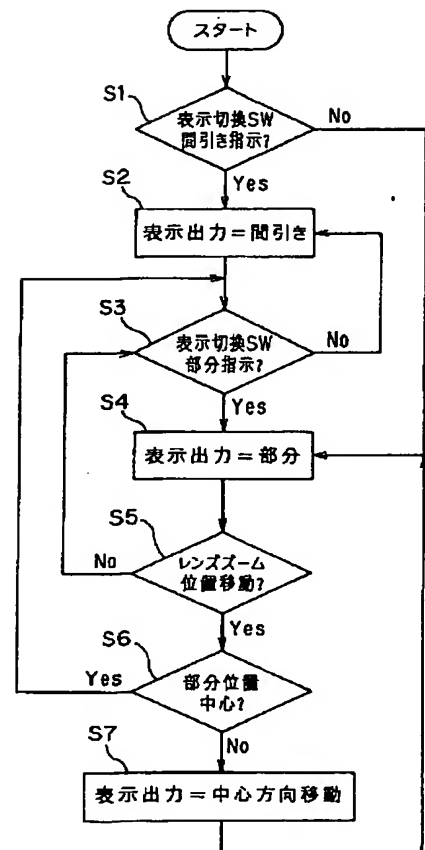 スタート
S1
表示切換SW
間引き指示?
No
Yes
S2
表示出力=間引き
S3
表示切換SW
部分指示?
No
Yes
S4
表示出力=部分
S5
レンズズーム
位置移動?
No
Yes
S6
部分位置
中心?
Yes
No
S7
表示出力=中心方向移動